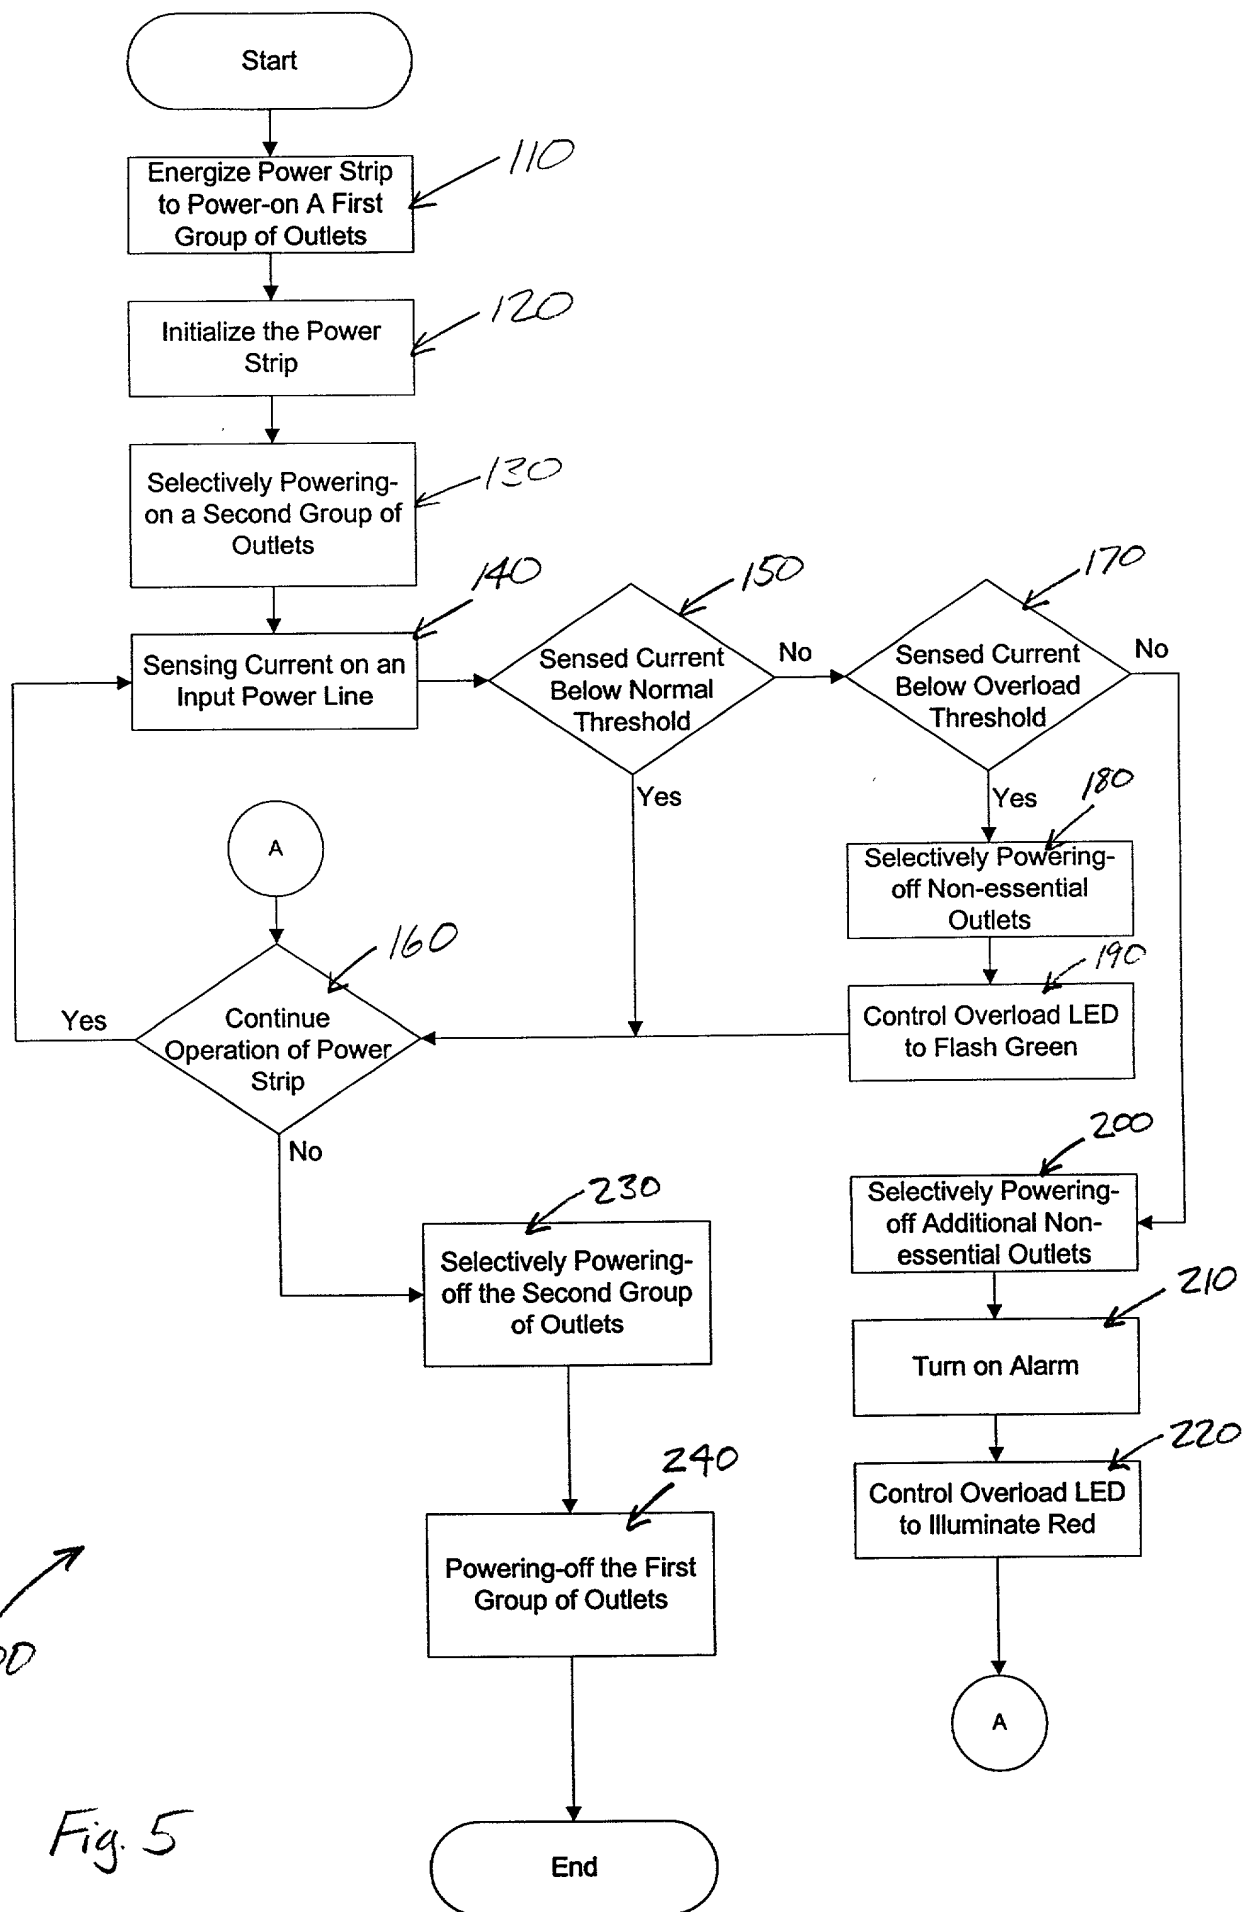 Start
110
Energize Power Strip
to Power-on A First
Group of Outlets
120
Initialize the Power
Strip
130
Selectively Powering-
on a Second Group of
Outlets
140
Sensing Current on an
Input Power Line
150
Sensed Current
Below Normal
Threshold
No
Yes
170
Sensed Current
Below Overload
Threshold
No
Yes
180
Selectively Powering-
off Non-essential
Outlets
190
Control Overload LED
to Flash Green
A
160
Continue
Operation of Power
Strip
Yes
No
200
Selectively Powering-
off Additional Non-
essential Outlets
210
Turn on Alarm
220
Control Overload LED
to Illuminate Red
A
230
Selectively Powering-
off the Second Group
of Outlets
240
Powering-off the First
Group of Outlets
End
00
Fig. 5